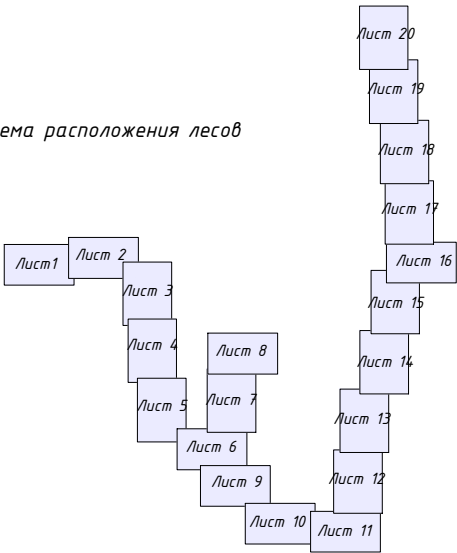 Лист 20
Лист 19
ема расположения лесов
Лист 18
Лист 17
Лист1
Лист 2
Лист 16
Лист 3
Лист 15
Лист 4
Лист 8
Лист 14
Лист 5
Лист 7
Лист 13
Лист 6
Лист 9
Лист 12
Лист 10
Лист 11